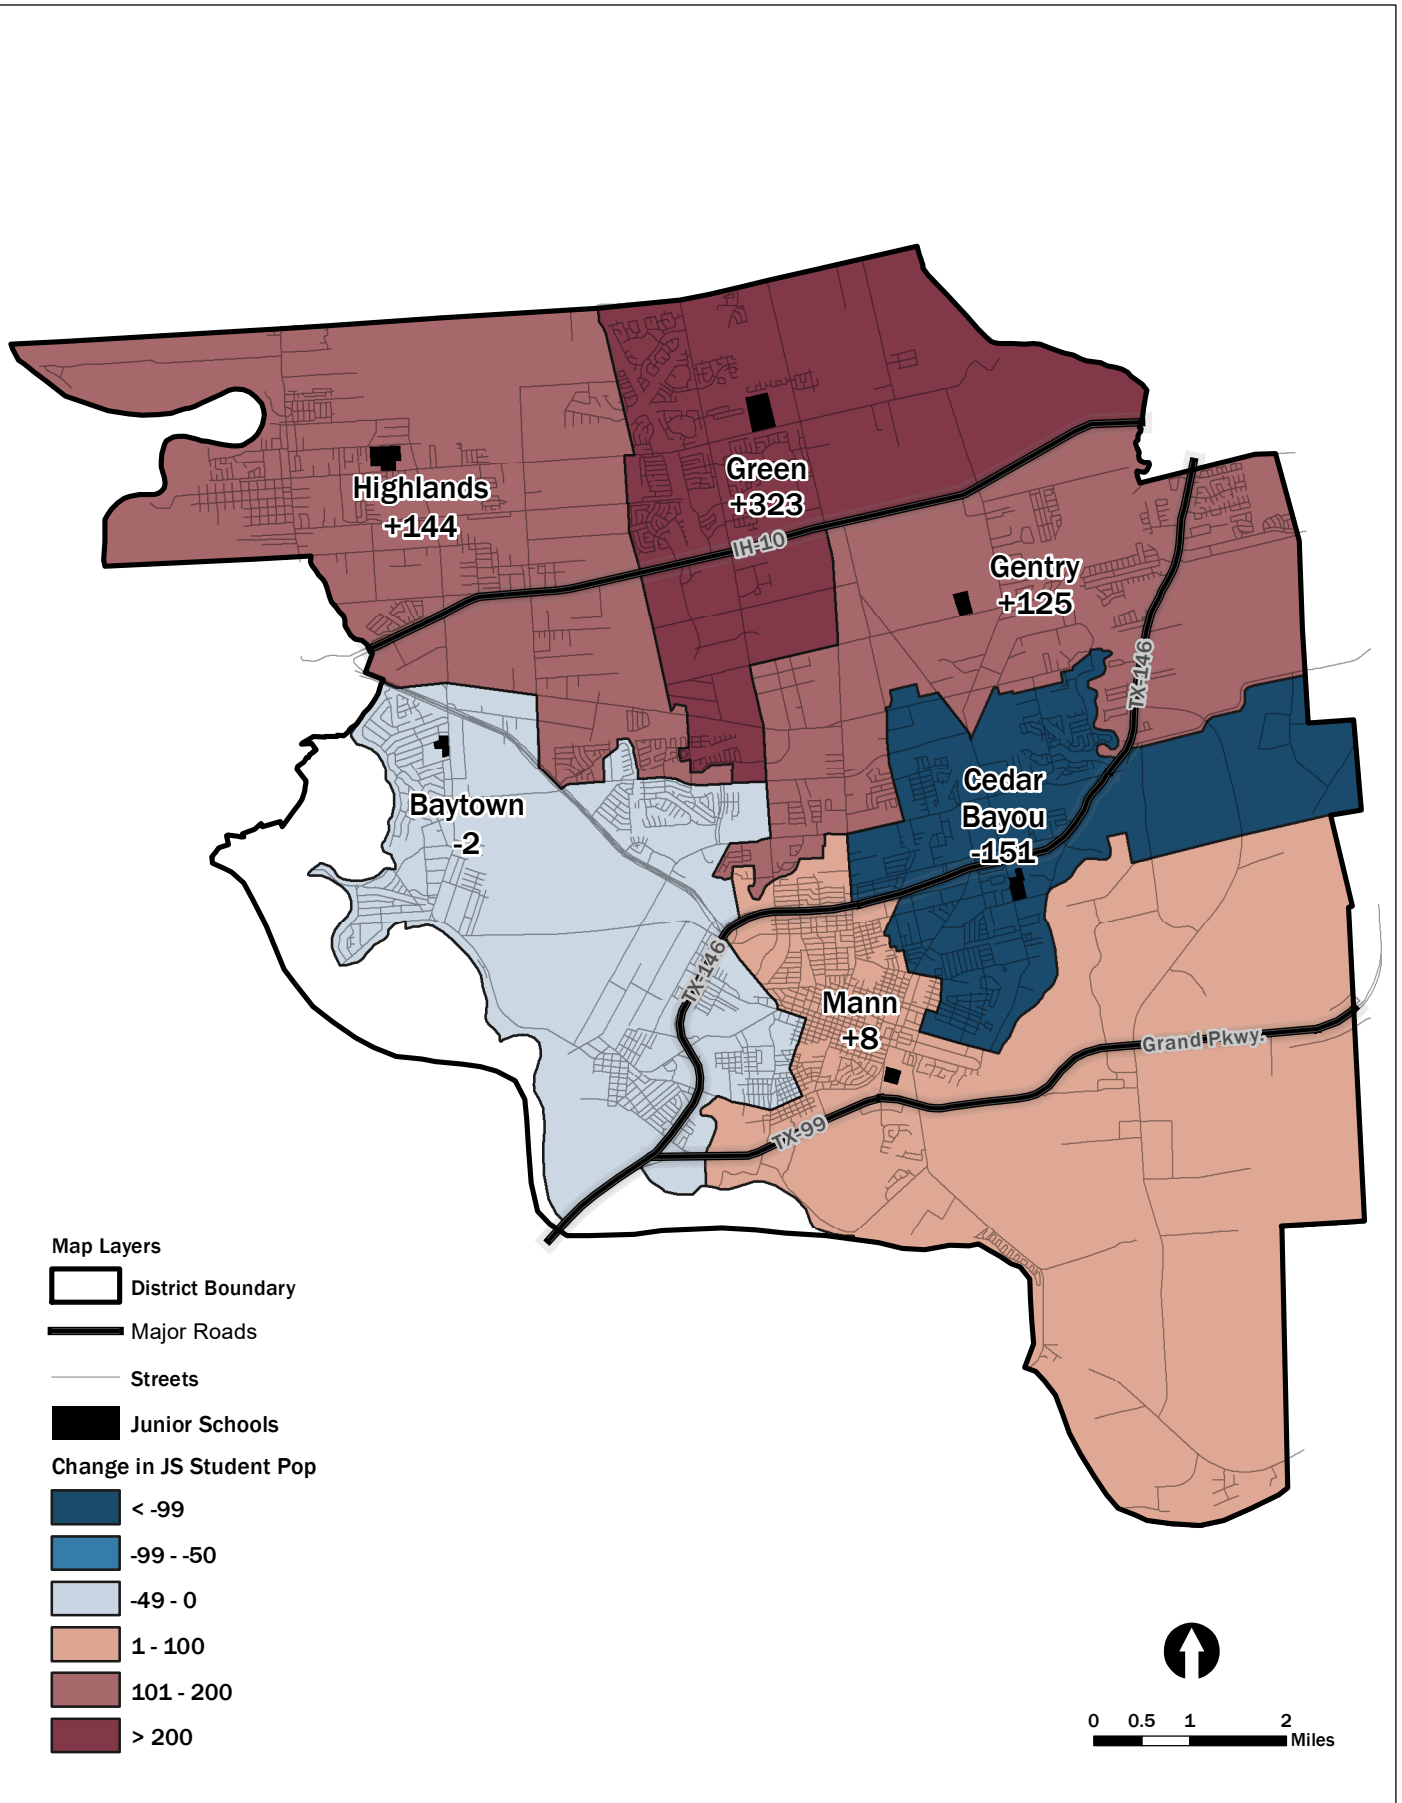 Green
+323
Highlands
+144
IH-10
Gentry
+125
TX-146
Cedar
Bayou
-151
Baytown
-2
TX-146
Mann
+8
Grand Pkwy.
TX-99
Map Layers
District Boundary
Major Roads
Streets
Junior Schools
Change in JS Student Pop
< -99
-99 - -50
-49 - 0
1 - 100
101 - 200
> 200
0 0.5 1 2
Miles